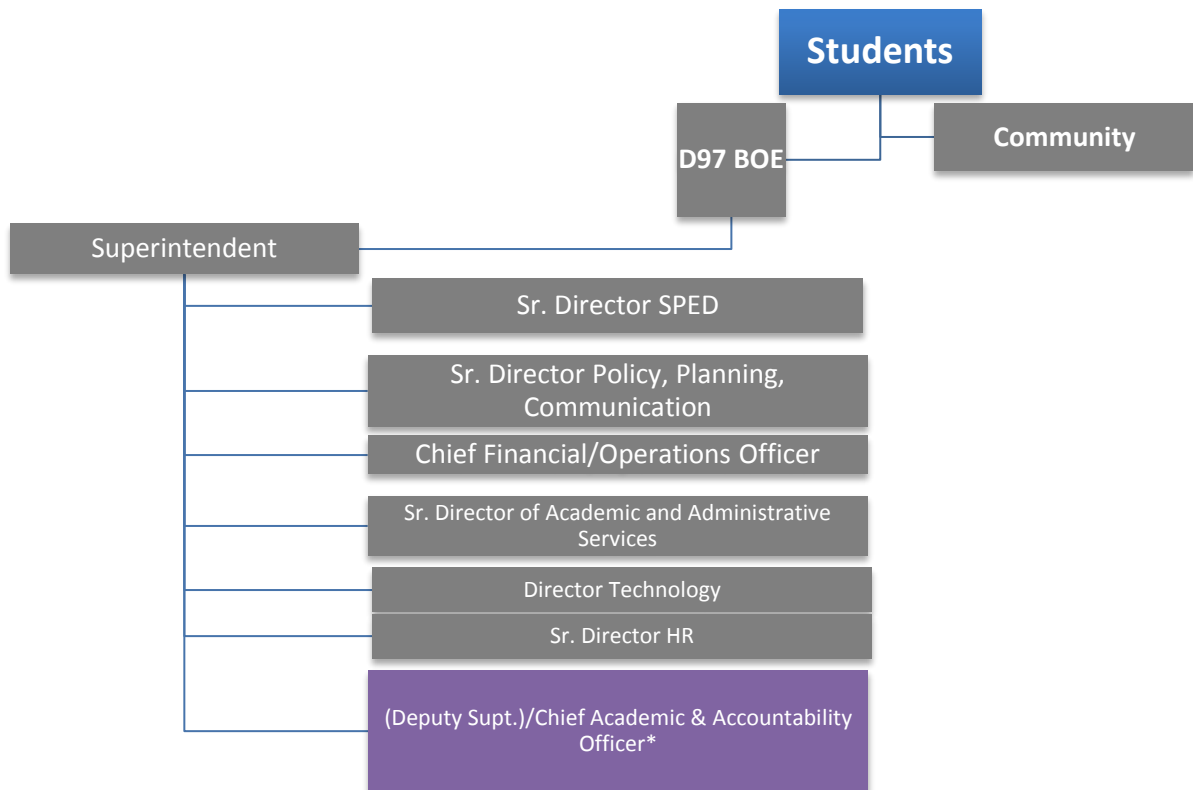 Students
Community
D97 BOE
Superintendent
Sr. Director SPED
Sr. Director Policy, Planning,
Communication
Chief Financial/Operations Officer
Sr. Director of Academic and Administrative
Services
Director Technology
Sr. Director HR
(Deputy Supt.)/Chief Academic & Accountability
Officer*